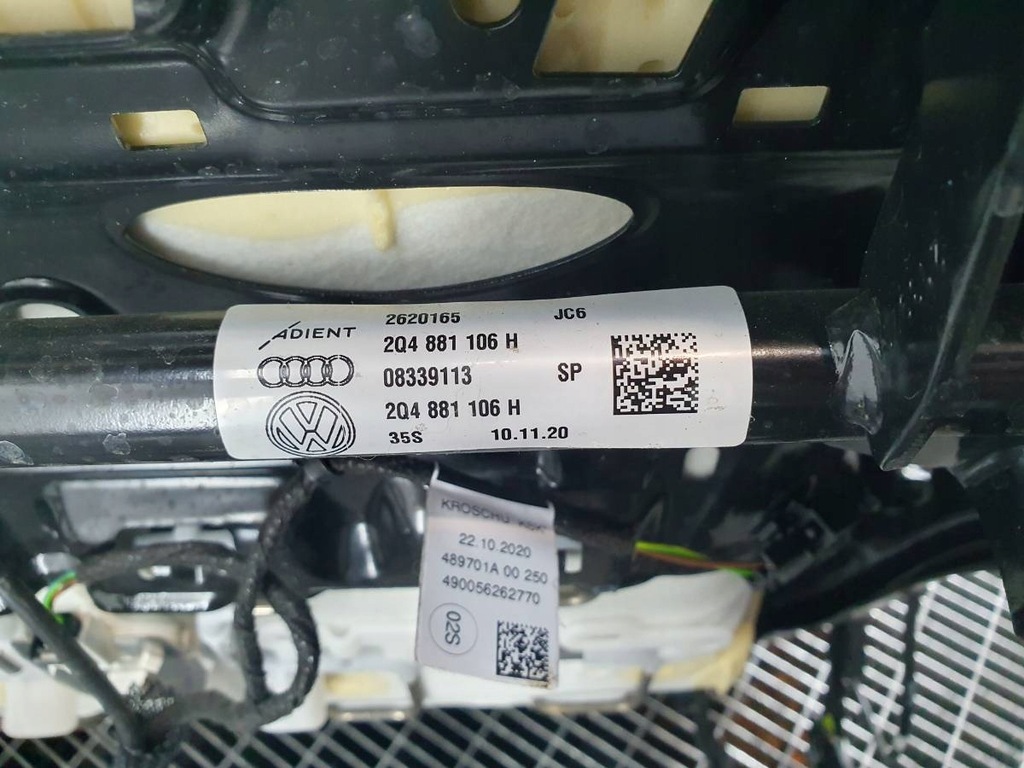 ADIENT
2620165 JC6
2Q4 881 106 H
08339113 SP
2Q4 881 106 H
35S 10.11.20
22.10.2020
489701A 00 250
490056262770
02S